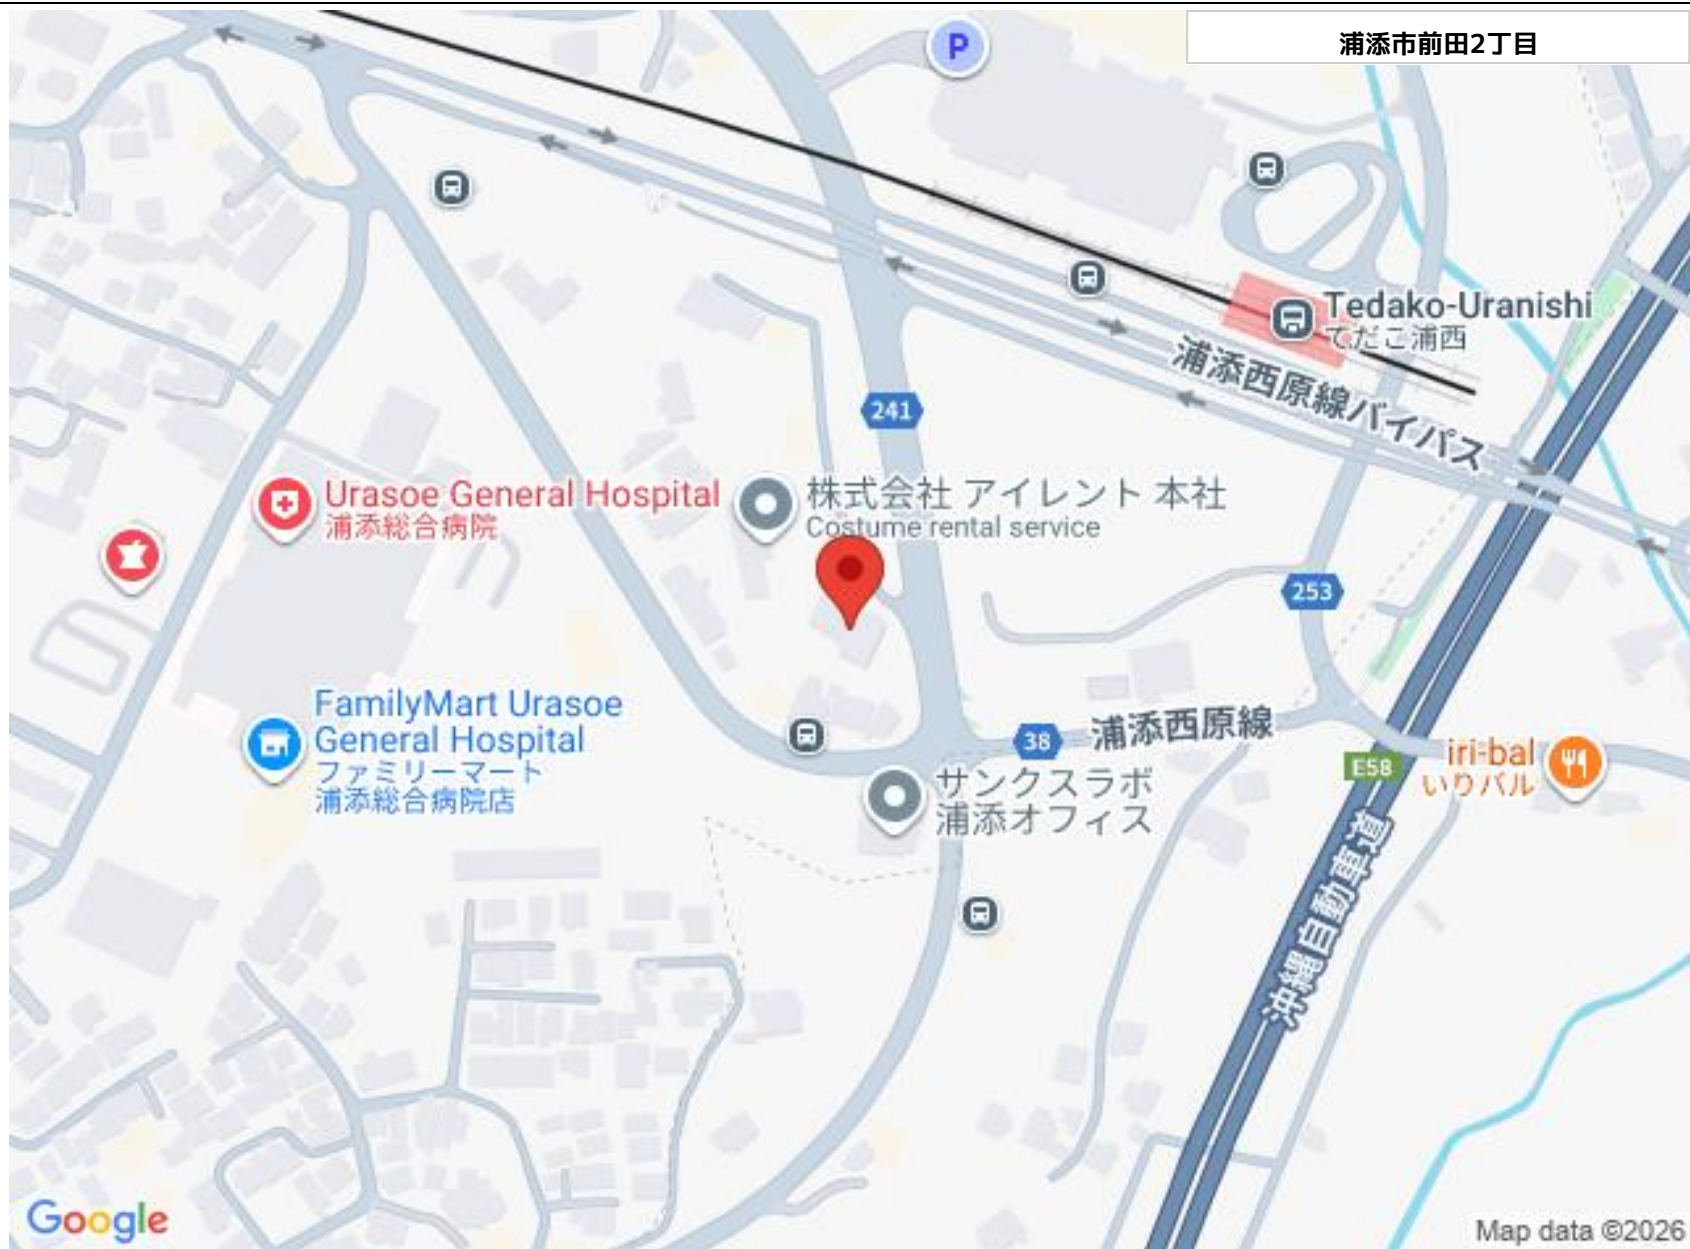 浦添市前田2丁目
P
Tedako-Uranishi
てだこ浦西
浦添西原線バイパス
241
Urasoe General Hospital
浦添総合病院
株式会社 アイレント 本社
Costume rental service
253
FamilyMart Urasoe
General Hospital
ファミリーマート
浦添総合病院店
38
浦添西原線
E58
iri-bal
いりバル
サンクスラボ
浦添オフィス
沖縄自動車道
Google
Map data ©2026